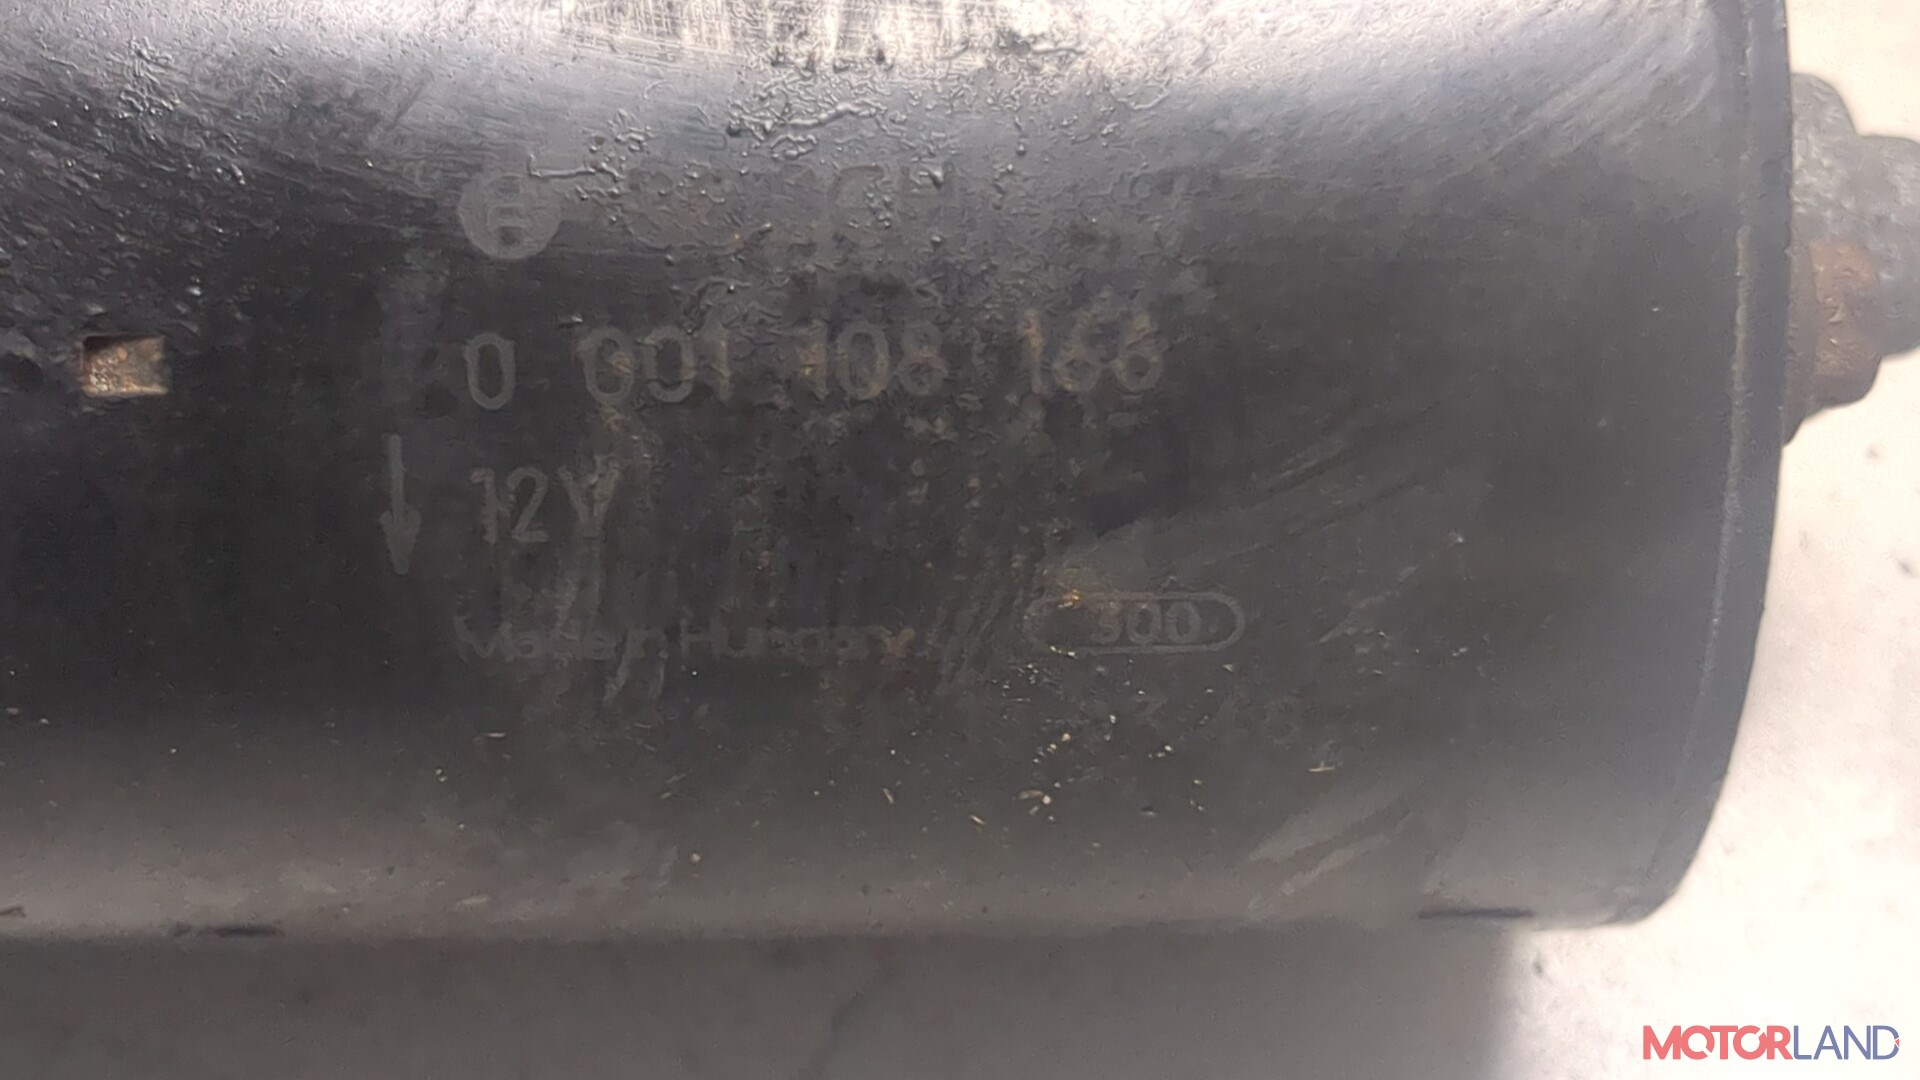 0 001 108 166
12V
Made in Hungary 300
MOTORLAND